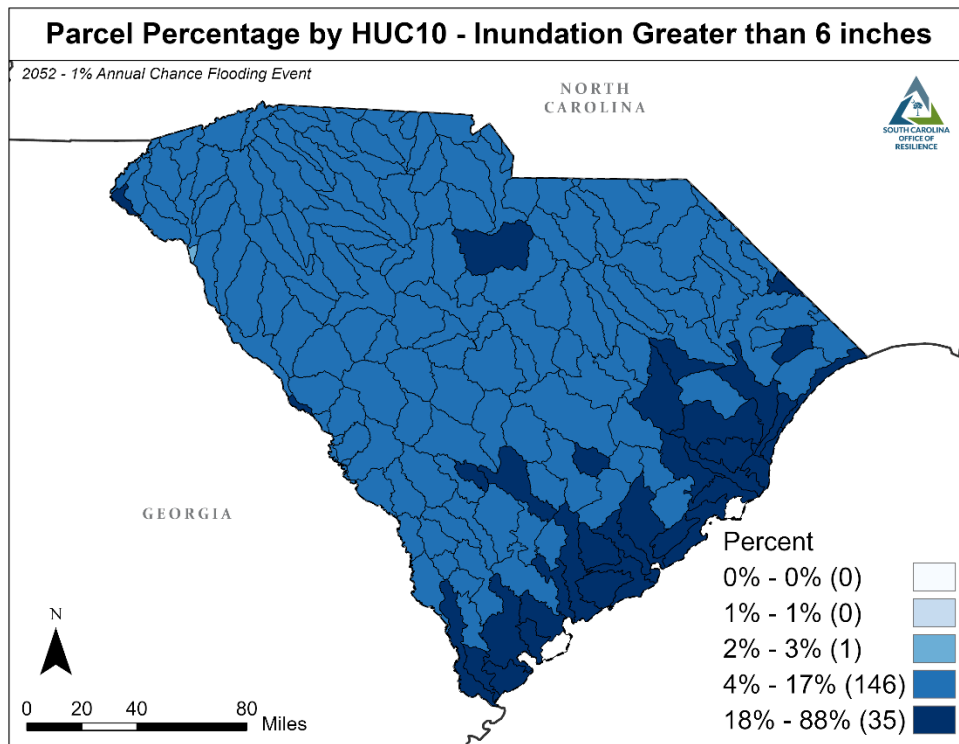 Parcel Percentage by HUC10 - Inundation Greater than 6 inches
2052 - 1% Annual Chance Flooding Event
NORTH
CAROLINA
SOUTH CAROLINA
OFFICE OF
RESILIENCE
GEORGIA
Percent
0% - 0% (0)
1% - 1% (0)
2% - 3% (1)
4% - 17% (146)
18% - 88% (35)
N
0 20 40 80 Miles